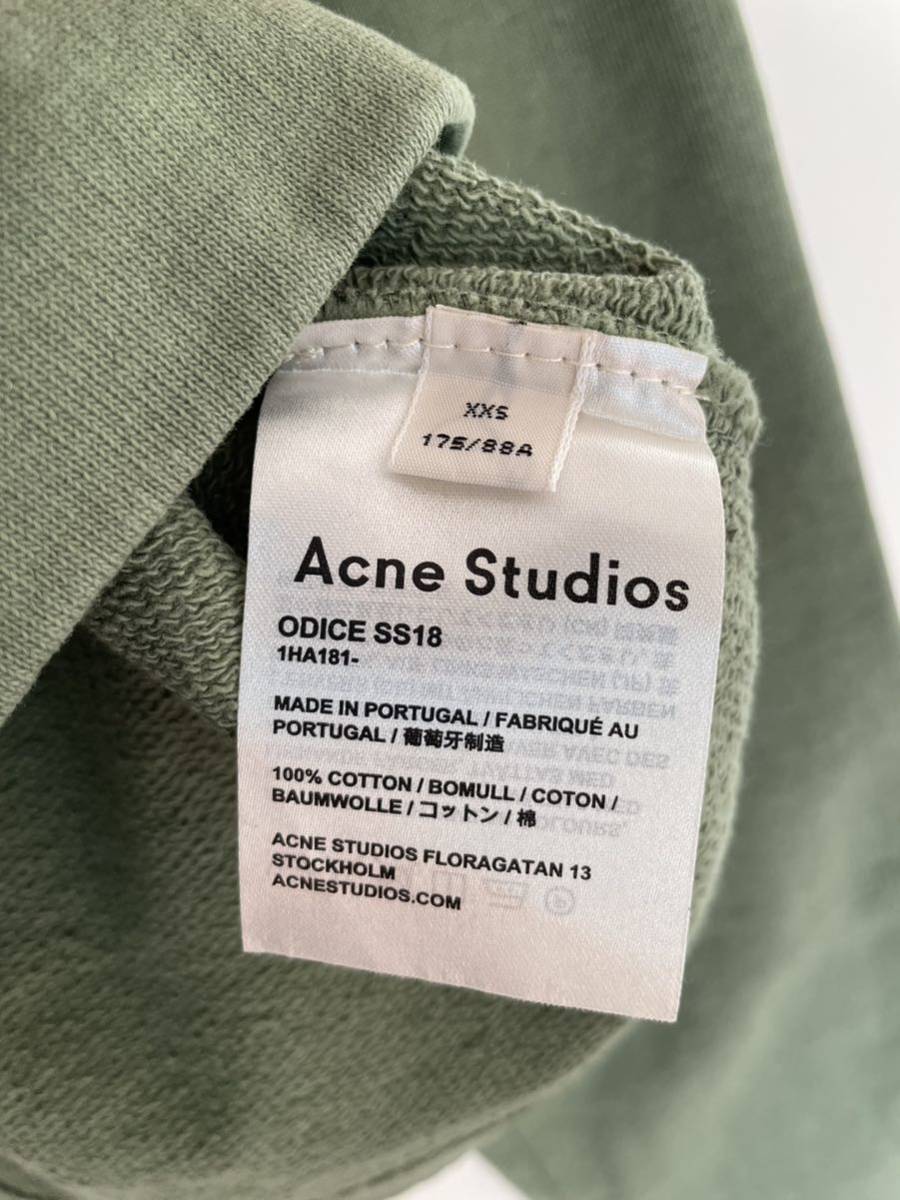 XXS
175/88A
Acne Studios
ODICE SS18
1HA181-
MADE IN PORTUGAL / FABRIQUÉ AU
PORTUGAL / 葡萄牙制造
100% COTTON / BOMULL / COTON /
BAUMWOLLE / コットン / 棉
ACNE STUDIOS FLORAGATAN 13
STOCKHOLM
ACNESTUDIOS.COM